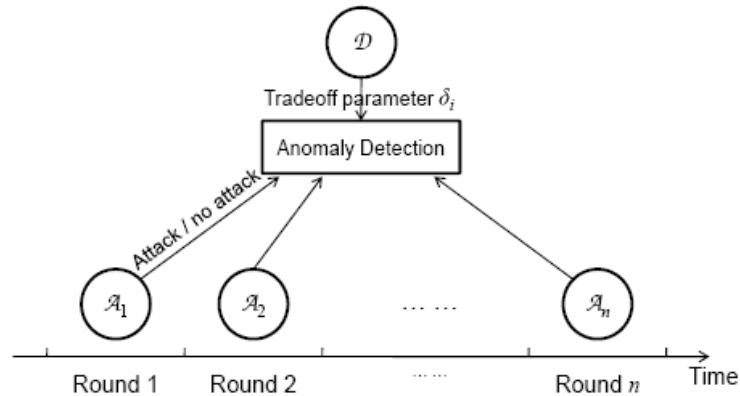 𝒟
Tradeoff parameter δᵢ
Anomaly Detection
Attack / no attack
𝒜₁
𝒜₂
... ...
𝒜ₙ
Round 1
Round 2
... ...
Round n
Time